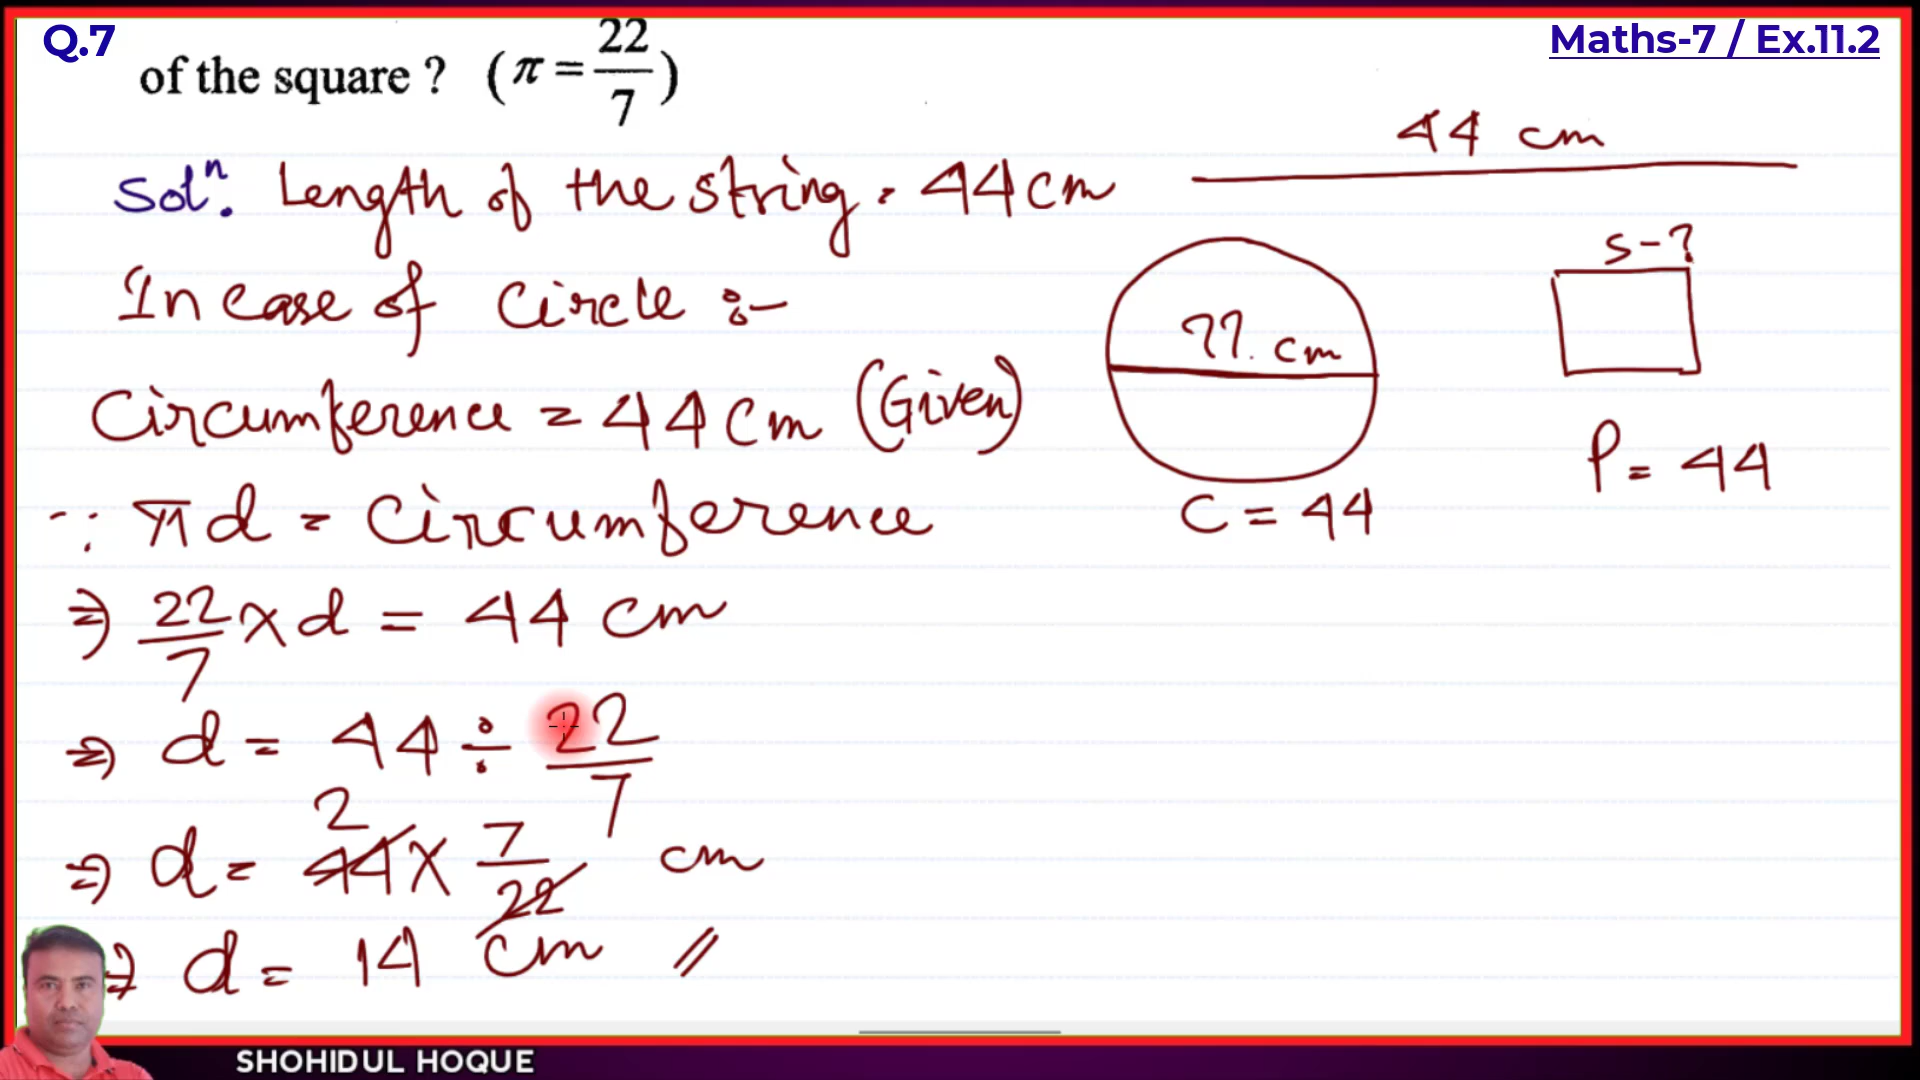 Q.7
Maths-7 / Ex.11.2
of the square ? (π = 22/7)
44 cm
Solⁿ. Length of the string = 44 cm
S-?
In case of Circle :-
??. cm
Circumference = 44 cm (Given)
P = 44
∵ πd = Circumference
C = 44
⇒ 22/7 × d = 44 cm
⇒ d = 44 ÷ 22/7
2
⇒ d = 44 × 7/22 cm
⇒ d = 14 cm //
SHOHIDUL HOQUE